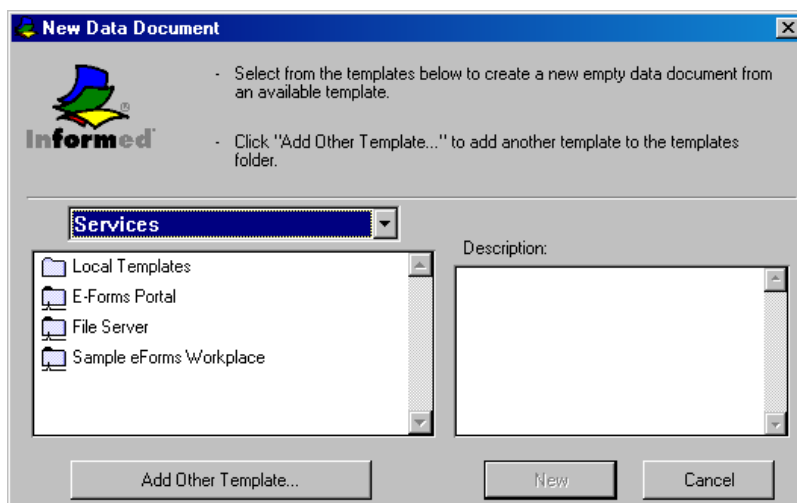 New Data Document
- Select from the templates below to create a new empty data document from
an available template.
Informed®
- Click "Add Other Template..." to add another template to the templates
folder.
Services
Description:
Local Templates
E-Forms Portal
File Server
Sample eForms Workplace
Add Other Template...
New
Cancel